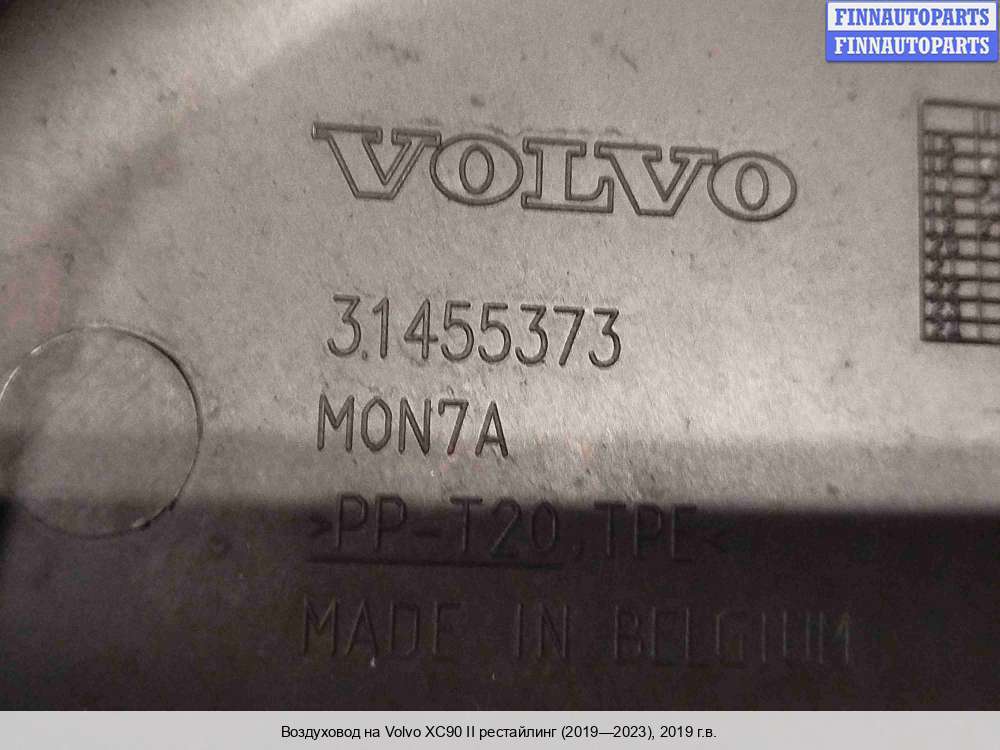 FINNAUTOPARTS
FINNAUTOPARTS
VOLVO
31455373
MON7A
>PP-T20,TPE<
MADE IN BELGIUM
Воздуховод на Volvo XC90 II рестайлинг (2019—2023), 2019 г.в.